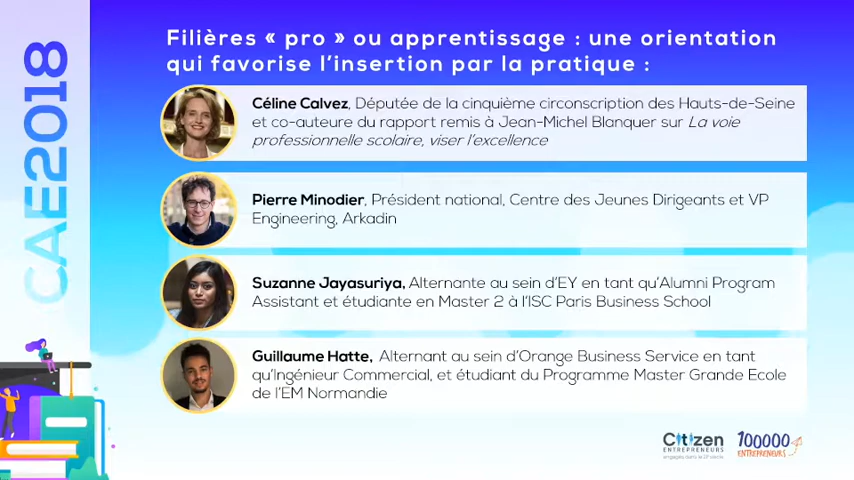 CAE2018
Filières « pro » ou apprentissage : une orientation
qui favorise l'insertion par la pratique :
Céline Calvez, Députée de la cinquième circonscription des Hauts-de-Seine
et co-auteure du rapport remis à Jean-Michel Blanquer sur La voie
professionnelle scolaire, viser l'excellence
Pierre Minodier, Président national, Centre des Jeunes Dirigeants et VP
Engineering, Arkadin
Suzanne Jayasuriya, Alternante au sein d'EY en tant qu'Alumni Program
Assistant et étudiante en Master 2 à l'ISC Paris Business School
Guillaume Hatte, Alternant au sein d'Orange Business Service en tant
qu'Ingénieur Commercial, et étudiant du Programme Master Grande Ecole
de l'EM Normandie
Citizen
ENTREPRENEURS
engagés dans le 21e siècle
100000
ENTREPRENEURS